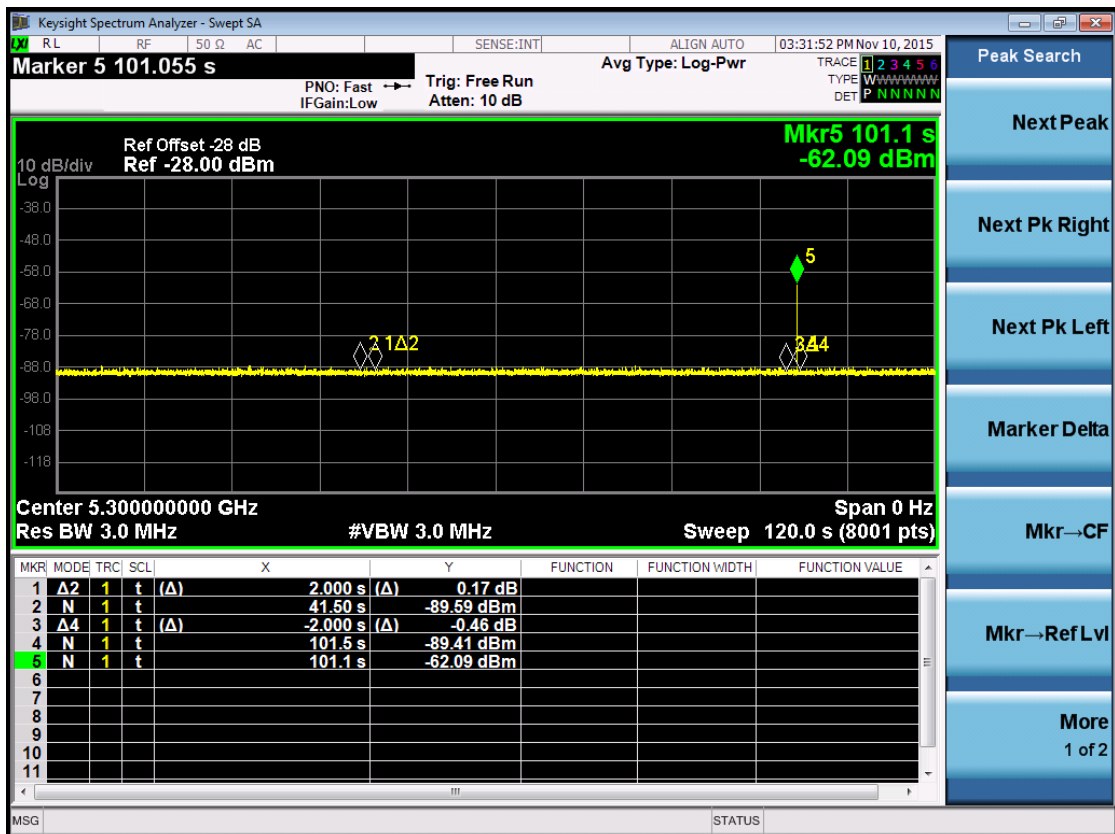 Keysight Spectrum Analyzer - Swept SA
LXI RL RF 50 Ω AC SENSE:INT ALIGN AUTO 03:31:52 PM Nov 10, 2015
Marker 5 101.055 s
PNO: Fast
IFGain:Low
Trig: Free Run
Atten: 10 dB
Avg Type: Log-Pwr
TRACE 1 2 3 4 5 6
TYPE WWWWWW
DET P N N N N N
Ref Offset -28 dB
10 dB/div Ref -28.00 dBm
Log
Mkr5 101.1 s
-62.09 dBm
-38.0
-48.0
-58.0
-68.0
-78.0
-88.0
-98.0
-108
-118
5
2 1Δ2
Center 5.300000000 GHz Span 0 Hz
Res BW 3.0 MHz #VBW 3.0 MHz Sweep 120.0 s (8001 pts)
MKR MODE TRC SCL X Y FUNCTION FUNCTION WIDTH FUNCTION VALUE
1 Δ2 1 t (Δ) 2.000 s (Δ) 0.17 dB
2 N 1 t 41.50 s -89.59 dBm
3 Δ4 1 t (Δ) -2.000 s (Δ) -0.46 dB
4 N 1 t 101.5 s -89.41 dBm
5 N 1 t 101.1 s -62.09 dBm
6
7
8
9
10
11
MSG STATUS
Peak Search
Next Peak
Next Pk Right
Next Pk Left
Marker Delta
Mkr→CF
Mkr→Ref Lvl
More
1 of 2